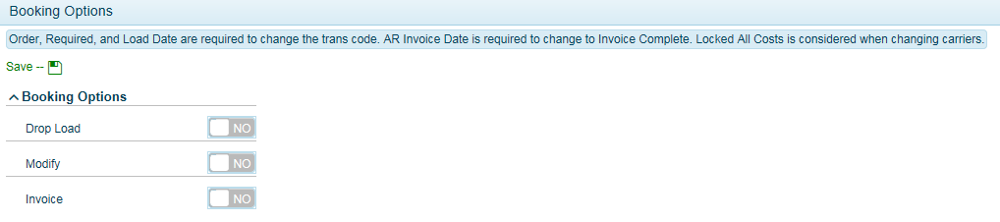 Booking Options
Order, Required, and Load Date are required to change the trans code. AR Invoice Date is required to change to Invoice Complete. Locked All Costs is considered when changing carriers.
Save --
Booking Options
Drop Load NO
Modify NO
Invoice NO